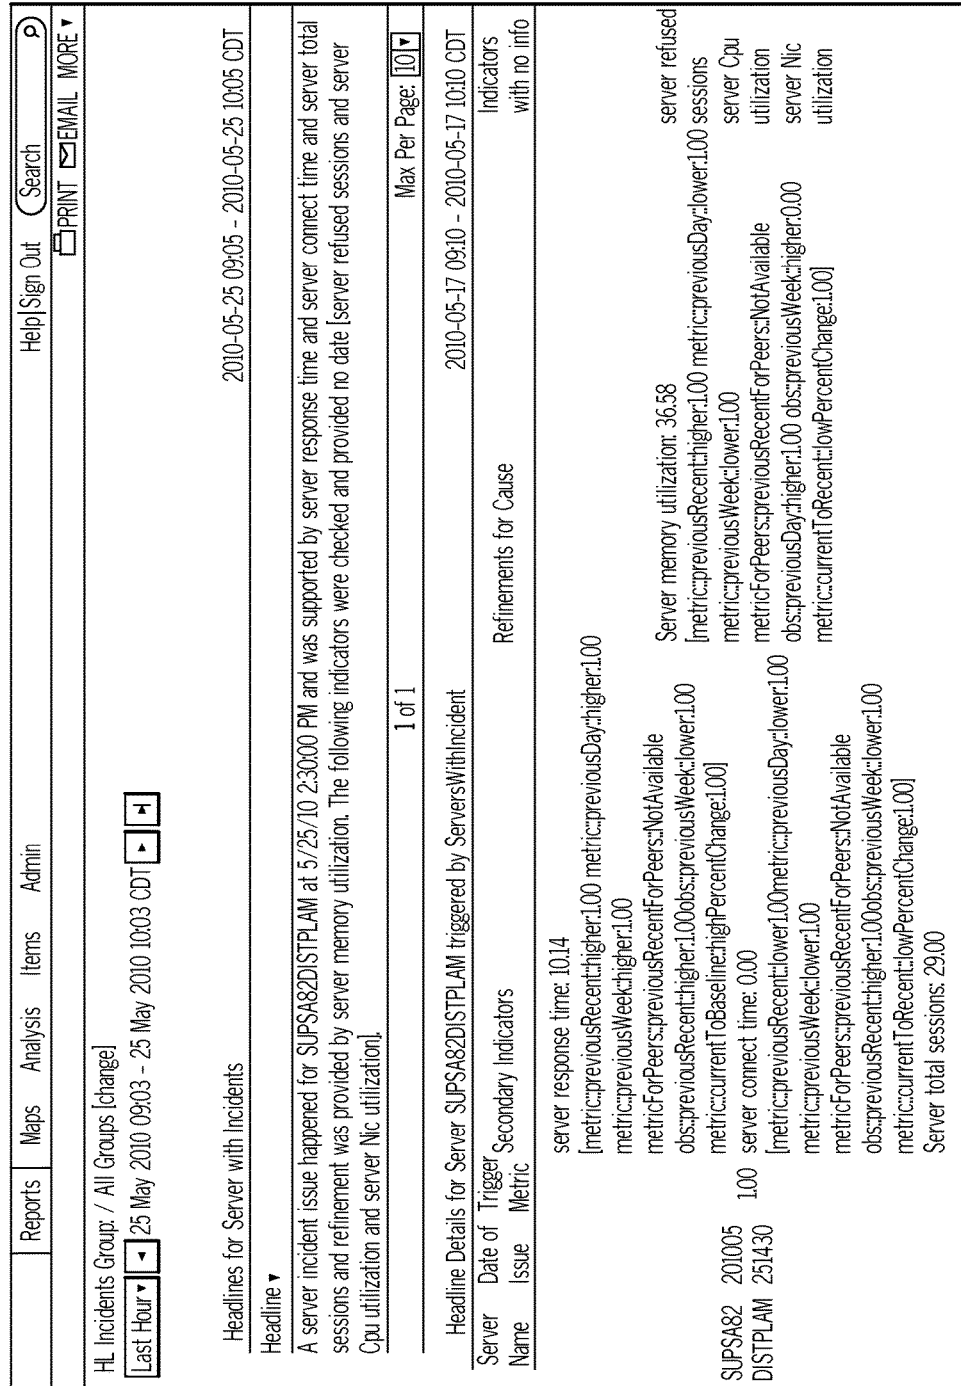 Help|Sign Out Search
Reports Maps Analysis Items Admin
PRINT EMAIL MORE ▾
HL Incidents Group: / All Groups [change]
Last Hour ▾ ◂ 25 May 2010 09:03 - 25 May 2010 10:03 CDT ▸ ▸|
Headlines for Server with Incidents 2010-05-25 09:05 - 2010-05-25 10:05 CDT
Headline ▾
A server incident issue happened for SUPSA82DISTPLAM at 5/25/10 2:30:00 PM and was supported by server response time and server connect time and server total
sessions and refinement was provided by server memory utilization. The following indicators were checked and provided no date [server refused sessions and server
Cpu utilization and server Nic utilization].
1 of 1 Max Per Page: 10 ▾
Headline Details for Server SUPSA82DISTPLAM triggered by ServersWithIncident 2010-05-17 09:10 - 2010-05-17 10:10 CDT
Server Date of Trigger Secondary Indicators Refinements for Cause Indicators
Name Issue Metric with no info
SUPSA82 201005 1.00
DISTPLAM 251430
server response time: 10.14
[metric::previousRecent:higher:1.00 metric::previousDay::higher:1.00
metric::previousWeek:higher:1.00
metricForPeers::previousRecentForPeers::NotAvailable
obs::previousRecent:higher:1.00obs::previousWeek::lower:1.00
metric::currentToBaseline::highPercentChange:1.00]
server connect time: 0.00
[metric::previousRecent::lower:1.00metric::previousDay::lower:1.00
metric::previousWeek::lower:1.00
metricForPeers::previousRecentForPeers::NotAvailable
obs::previousRecent:higher:1.00obs::previousWeek::lower:1.00
metric::currentToRecent::lowPercentChange:1.00]
Server total sessions: 29.00
Server memory utilization: 36.58
[metric::previousRecent:higher:1.00 metric::previousDay::lower:1.00
metric::previousWeek::lower:1.00
metricForPeers::previousRecentForPeers::NotAvailable
obs::previousDay::higher:1.00 obs::previousWeek::higher:0.00
metric::currentToRecent::lowPercentChange:1.00]
server refused
sessions
server Cpu
utilization
server Nic
utilization